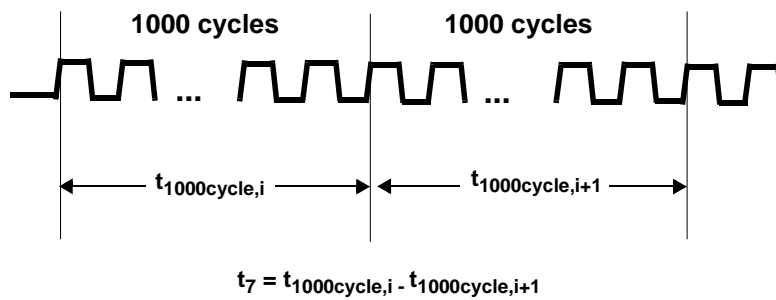 1000 cycles 1000 cycles
... ...
t1000cycle,i t1000cycle,i+1
t7 = t1000cycle,i - t1000cycle,i+1